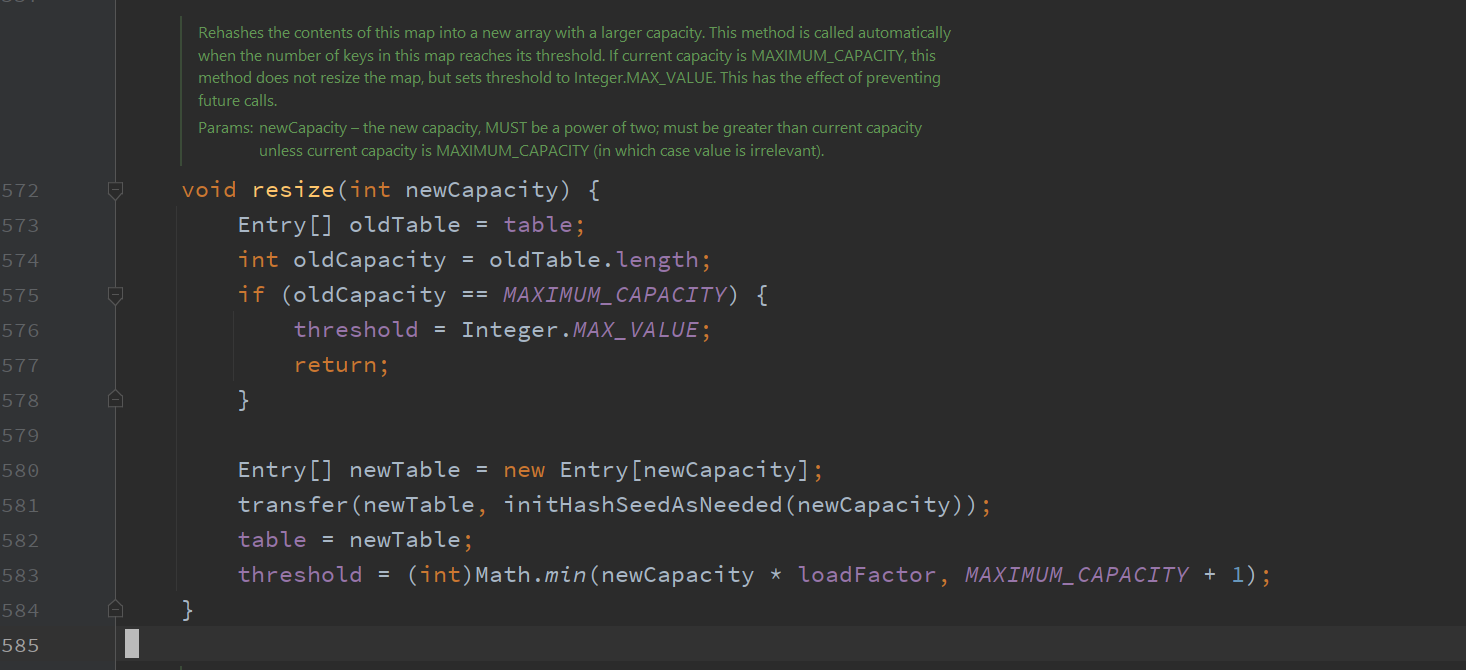 Rehashes the contents of this map into a new array with a larger capacity. This method is called automatically
when the number of keys in this map reaches its threshold. If current capacity is MAXIMUM_CAPACITY, this
method does not resize the map, but sets threshold to Integer.MAX_VALUE. This has the effect of preventing
future calls.
Params: newCapacity – the new capacity, MUST be a power of two; must be greater than current capacity
unless current capacity is MAXIMUM_CAPACITY (in which case value is irrelevant).
572 void resize(int newCapacity) {
573 Entry[] oldTable = table;
574 int oldCapacity = oldTable.length;
575 if (oldCapacity == MAXIMUM_CAPACITY) {
576 threshold = Integer.MAX_VALUE;
577 return;
578 }
579
580 Entry[] newTable = new Entry[newCapacity];
581 transfer(newTable, initHashSeedAsNeeded(newCapacity));
582 table = newTable;
583 threshold = (int)Math.min(newCapacity * loadFactor, MAXIMUM_CAPACITY + 1);
584 }
585